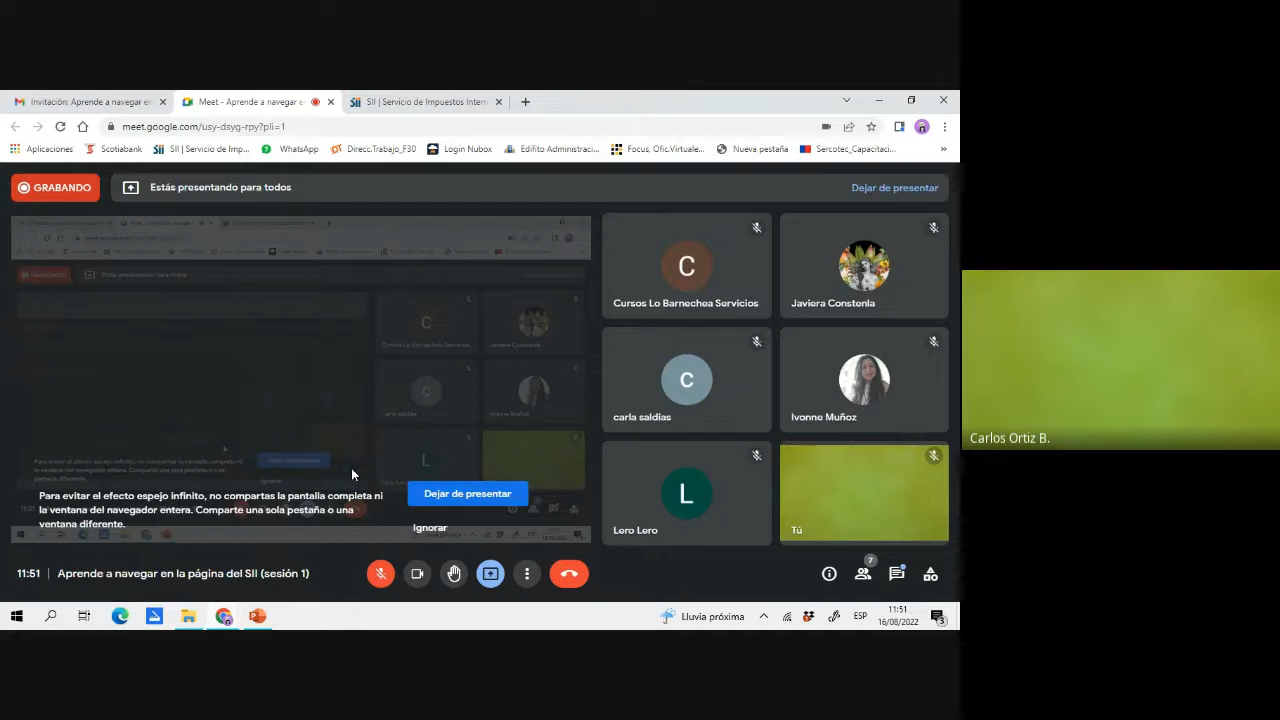 Invitación: Aprende a navegar en
Meet - Aprende a navegar e
SII | Servicio de Impuestos Intern
meet.google.com/usy-dsyg-rpy?pli=1
Aplicaciones
Scotiabank
SII | Servicio de Imp...
WhatsApp
Direcc.Trabajo_F30
Login Nubox
Edifito Administraci...
Focus, Ofic.Virtuale...
Nueva pestaña
Sercotec_Capacitaci...
»
GRABANDO
Estás presentando para todos
Dejar de presentar
C
Cursos Lo Barnechea Servicios
Javiera Constenla
c
carla saldias
Ivonne Muñoz
L
Lero Lero
Tú
Carlos Ortiz B.
Para evitar el efecto espejo infinito, no compartas la pantalla completa ni
la ventana del navegador entera. Comparte una sola pestaña o una
ventana diferente.
Dejar de presentar
Ignorar
11:51
Aprende a navegar en la página del SII (sesión 1)
7
Lluvia próxima
ESP
11:51
16/08/2022
3